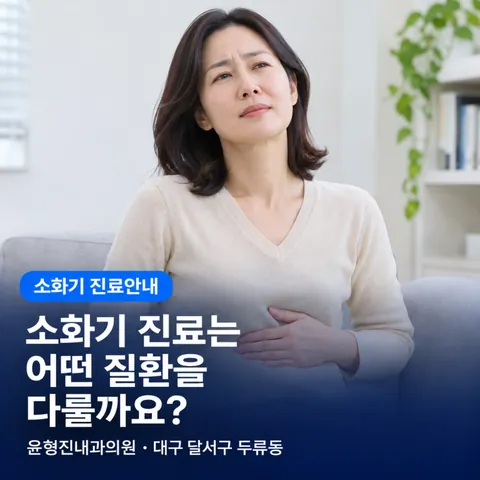 소화기 진료안내
소화기 진료는
어떤 질환을
다룰까요?
윤형진내과의원 · 대구 달서구 두류동